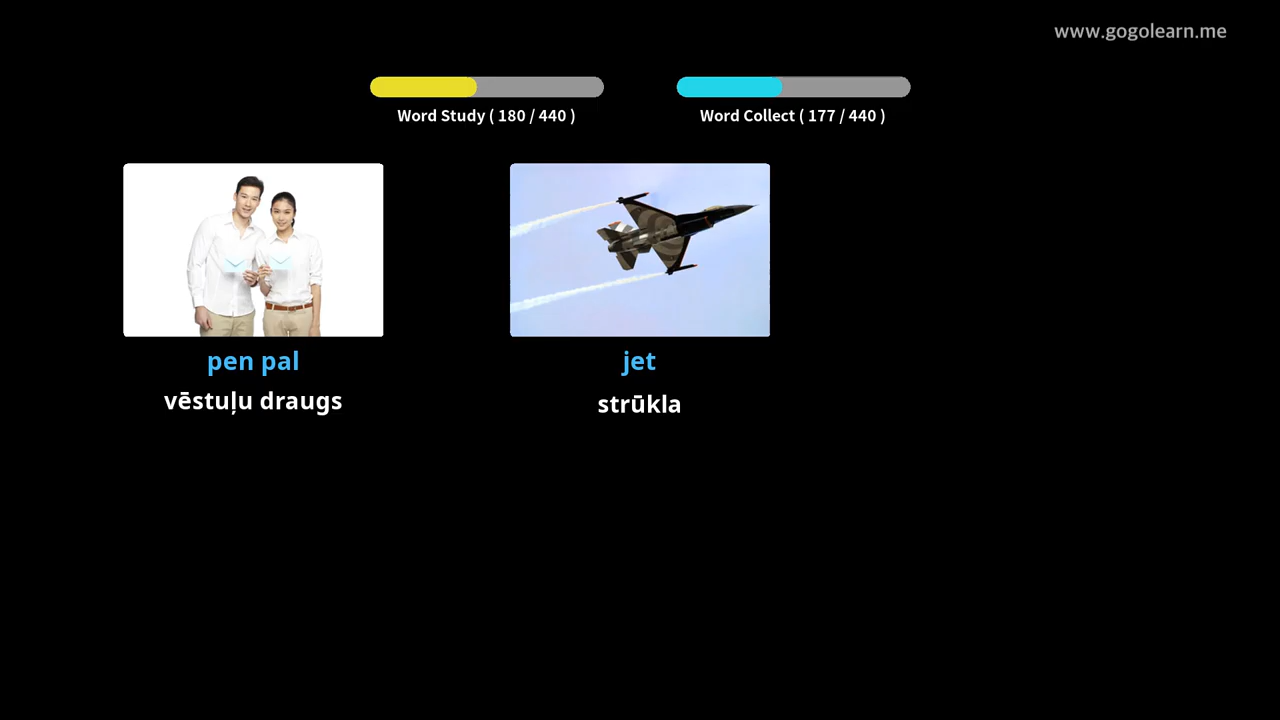 www.gogolearn.me
Word Study ( 180 / 440 )
Word Collect ( 177 / 440 )
pen pal
vēstuļu draugs
jet
strūkla